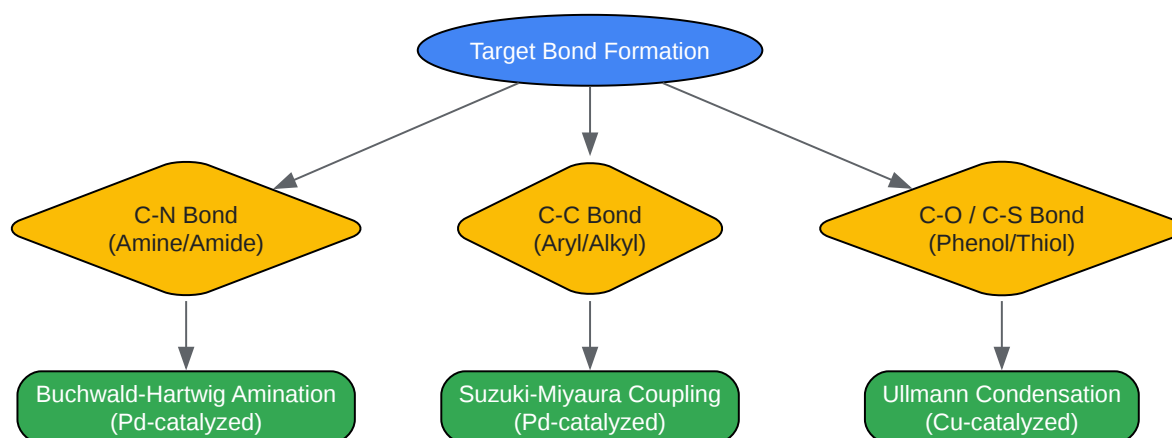 Target Bond Formation
C-N Bond
(Amine/Amide)
C-C Bond
(Aryl/Alkyl)
C-O / C-S Bond
(Phenol/Thiol)
Buchwald-Hartwig Amination
(Pd-catalyzed)
Suzuki-Miyaura Coupling
(Pd-catalyzed)
Ullmann Condensation
(Cu-catalyzed)